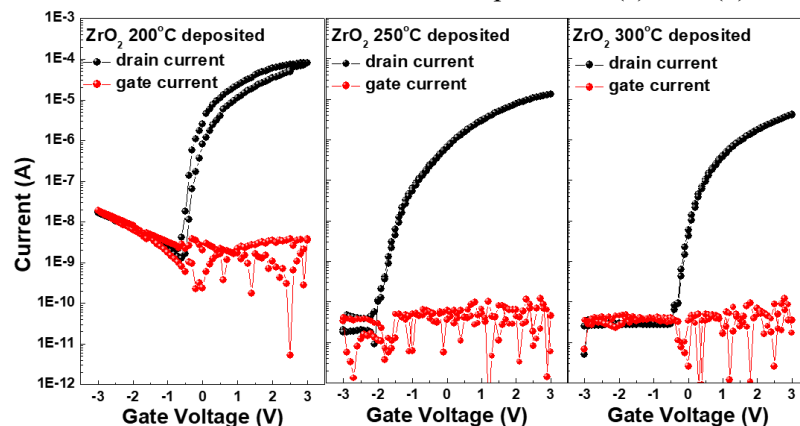 1E-3
1E-4
1E-5
1E-6
1E-7
1E-8
1E-9
1E-10
1E-11
1E-12
Current (A)
ZrO₂ 200°C deposited
drain current
gate current
-3 -2 -1 0 1 2 3
Gate Voltage (V)
ZrO₂ 250°C deposited
drain current
gate current
-3 -2 -1 0 1 2 3
Gate Voltage (V)
ZrO₂ 300°C deposited
drain current
gate current
-3 -2 -1 0 1 2 3
Gate Voltage (V)